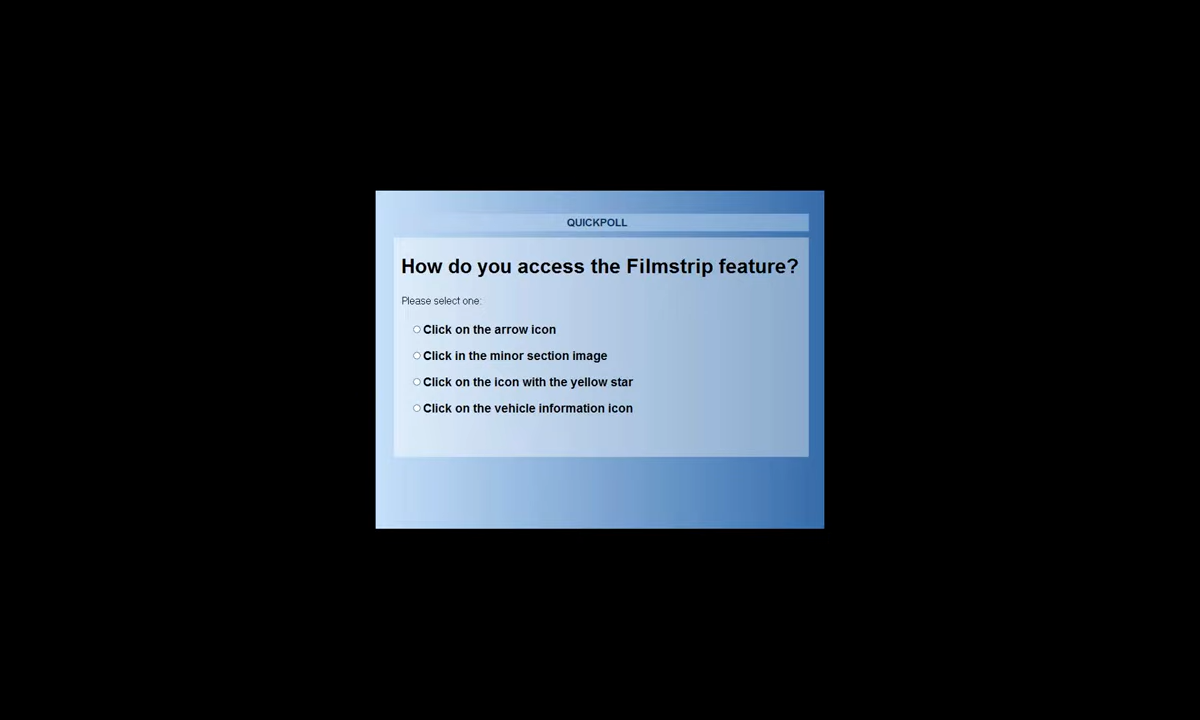 QUICKPOLL
How do you access the Filmstrip feature?
Please select one:
Click on the arrow icon
Click in the minor section image
Click on the icon with the yellow star
Click on the vehicle information icon